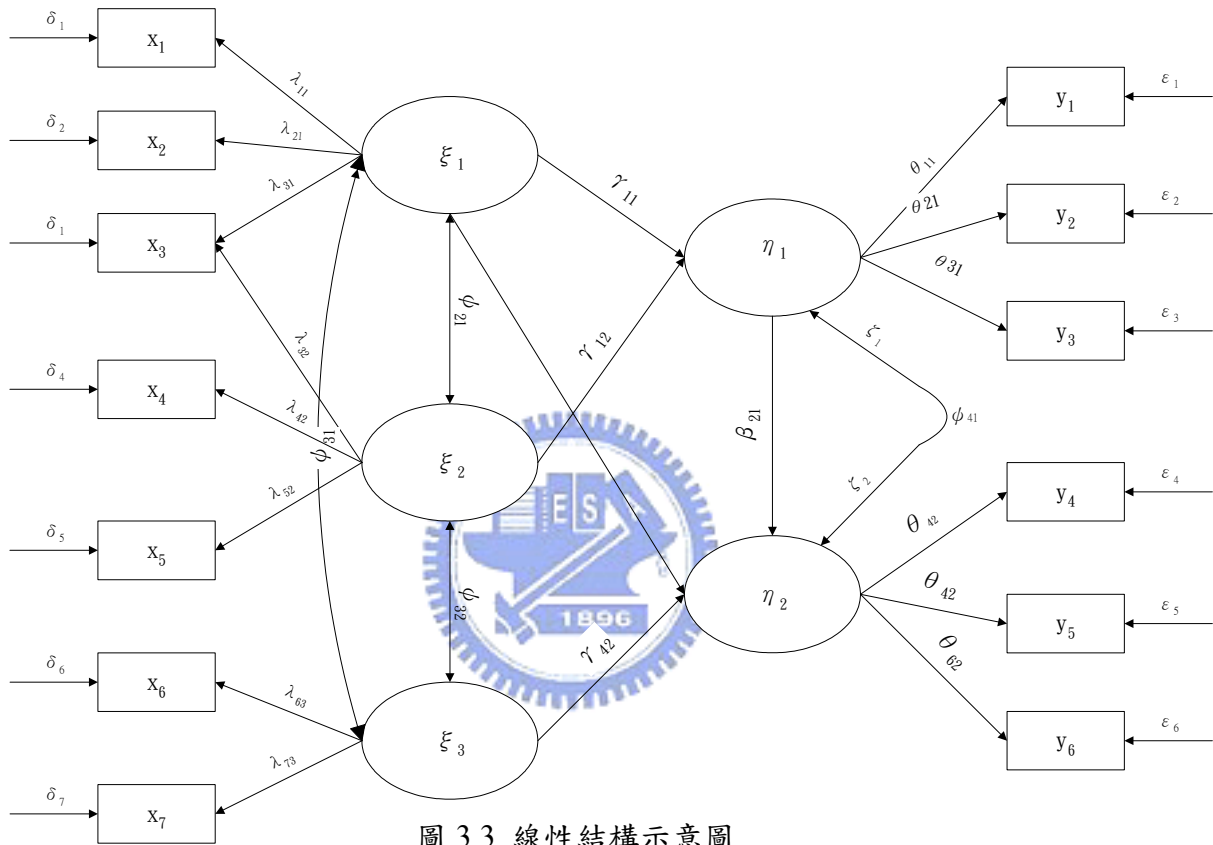 δ₁
x₁
λ₁₁
δ₂
x₂
λ₂₁
δ₁
x₃
λ₃₁
λ₃₂
δ₄
x₄
λ₄₂
δ₅
x₅
λ₅₂
δ₆
x₆
λ₆₃
δ₇
x₇
λ₇₃
ξ₁
ξ₂
ξ₃
φ₂₁
φ₃₁
φ₃₂
γ₁₁
γ₁₂
γ₄₂
η₁
η₂
β₂₁
ζ₁
ζ₂
φ₄₁
θ₁₁
θ21
θ31
θ₄₂
θ₄₂
θ₆₂
y₁
ε₁
y₂
ε₂
y₃
ε₃
y₄
ε₄
y₅
ε₅
y₆
ε₆
ES
1896
圖 3.3 線性結構示意圖